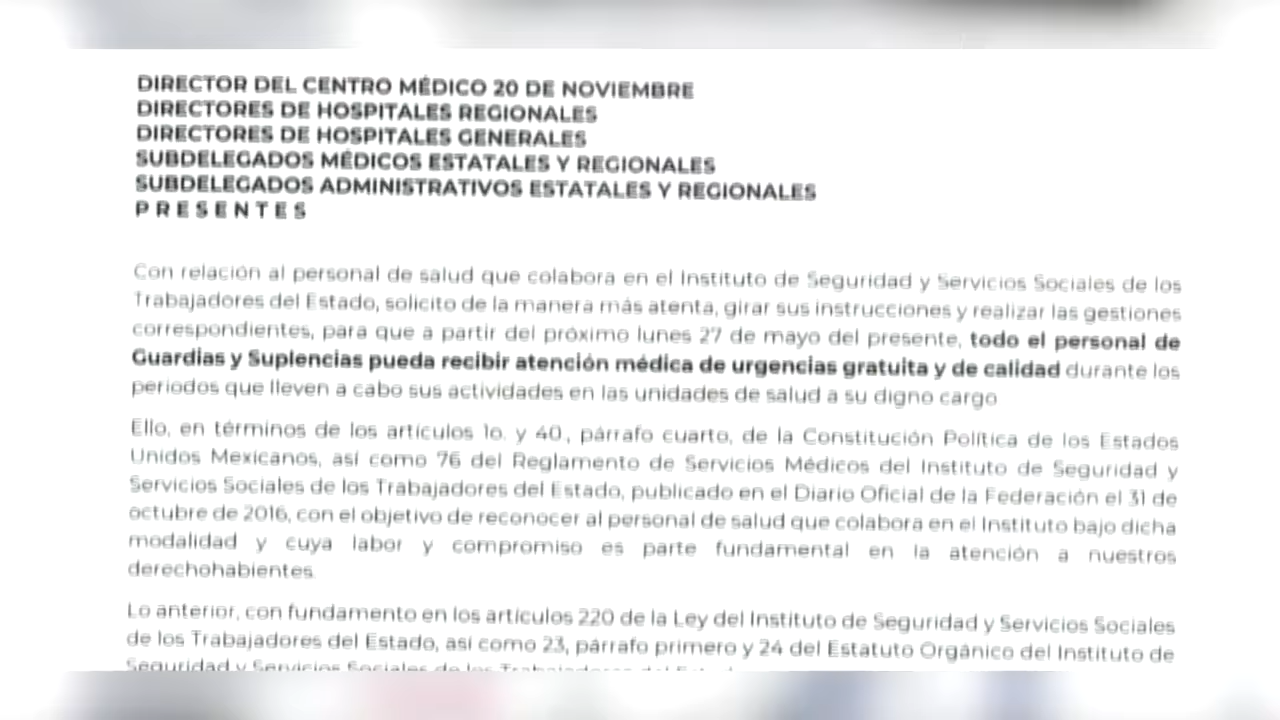 DIRECTOR DEL CENTRO MÉDICO 20 DE NOVIEMBRE
DIRECTORES DE HOSPITALES REGIONALES
DIRECTORES DE HOSPITALES GENERALES
SUBDELEGADOS MÉDICOS ESTATALES Y REGIONALES
SUBDELEGADOS ADMINISTRATIVOS ESTATALES Y REGIONALES
P R E S E N T E S
Con relación al personal de salud que colabora en el Instituto de Seguridad y Servicios Sociales de los
Trabajadores del Estado, solicito de la manera más atenta, girar sus instrucciones y realizar las gestiones
correspondientes, para que a partir del próximo lunes 27 de mayo del presente, todo el personal de
Guardias y Suplencias pueda recibir atención médica de urgencias gratuita y de calidad durante los
periodos que lleven a cabo sus actividades en las unidades de salud a su digno cargo
Ello, en términos de los artículos 1o. y 4o., párrafo cuarto, de la Constitución Política de los Estados
Unidos Mexicanos, así como 76 del Reglamento de Servicios Médicos del Instituto de Seguridad y
Servicios Sociales de los Trabajadores del Estado, publicado en el Diario Oficial de la Federación el 31 de
octubre de 2016, con el objetivo de reconocer al personal de salud que colabora en el Instituto bajo dicha
modalidad y cuya labor y compromiso es parte fundamental en la atención a nuestros
derechohabientes.
Lo anterior, con fundamento en los artículos 220 de la Ley del Instituto de Seguridad y Servicios Sociales
de los Trabajadores del Estado, así como 23, párrafo primero y 24 del Estatuto Orgánico del Instituto de
Seguridad y Servicios Sociales de los Trabajadores del